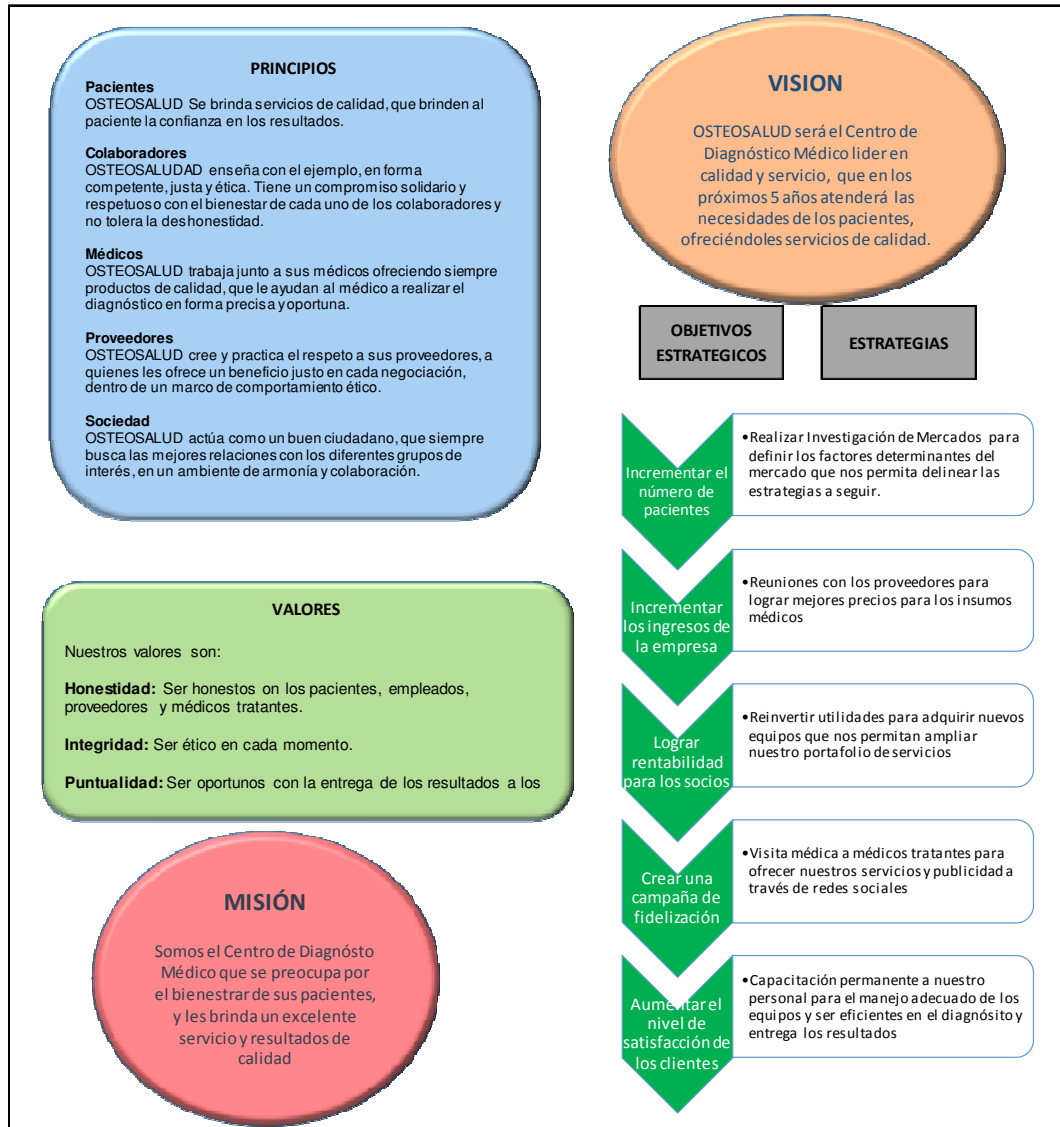 PRINCIPIOS
Pacientes
OSTEOSALUD Se brinda servicios de calidad, que brinden al
paciente la confianza en los resultados.
Colaboradores
OSTEOSALUDAD enseña con el ejemplo, en forma
competente, justa y ética. Tiene un compromiso solidario y
respetuoso con el bienestar de cada uno de los colaboradores y
no tolera la deshonestidad.
Médicos
OSTEOSALUD trabaja junto a sus médicos ofreciendo siempre
productos de calidad, que le ayudan al médico a realizar el
diagnóstico en forma precisa y oportuna.
Proveedores
OSTEOSALUD cree y practica el respeto a sus proveedores, a
quienes les ofrece un beneficio justo en cada negociación,
dentro de un marco de comportamiento ético.
Sociedad
OSTEOSALUD actúa como un buen ciudadano, que siempre
busca las mejores relaciones con los diferentes grupos de
interés, en un ambiente de armonía y colaboración.
VALORES
Nuestros valores son:
Honestidad: Ser honestos on los pacientes, empleados,
proveedores y médicos tratantes.
Integridad: Ser ético en cada momento.
Puntualidad: Ser oportunos con la entrega de los resultados a los
MISIÓN
Somos el Centro de Diagnósto
Médico que se preocupa por
el bienestrar de sus pacientes,
y les brinda un excelente
servicio y resultados de
calidad
VISION
OSTEOSALUD será el Centro de
Diagnóstico Médico lider en
calidad y servicio, que en los
próximos 5 años atenderá las
necesidades de los pacientes,
ofreciéndoles servicios de calidad.
OBJETIVOS
ESTRATEGICOS
ESTRATEGIAS
Incrementar el
número de
pacientes
•Realizar Investigación de Mercados para
definir los factores determinantes del
mercado que nos permita delinear las
estrategias a seguir.
Incrementar
los ingresos de
la empresa
•Reuniones con los proveedores para
lograr mejores precios para los insumos
médicos
Lograr
rentabilidad
para los socios
•Reinvertir utilidades para adquirir nuevos
equipos que nos permitan ampliar
nuestro portafolio de servicios
Crear una
campaña de
fidelización
•Visita médica a médicos tratantes para
ofrecer nuestros servicios y publicidad a
través de redes sociales
Aumentar el
nivel de
satisfacción de
los clientes
•Capacitación permanente a nuestro
personal para el manejo adecuado de los
equipos y ser eficientes en el diagnósito y
entrega los resultados